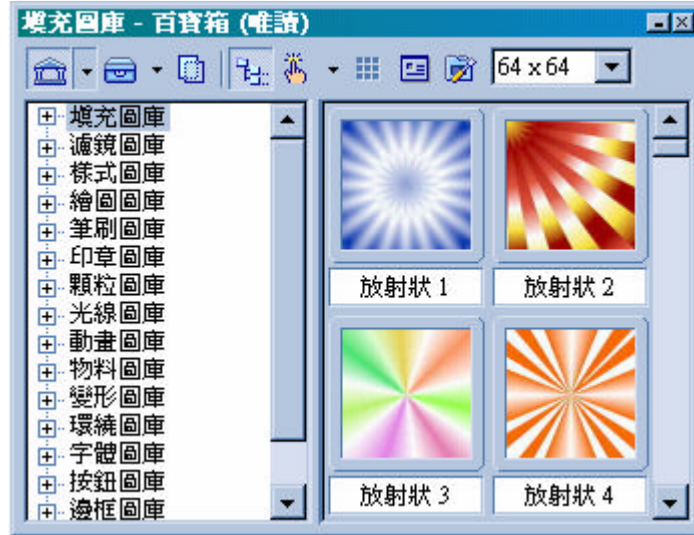 填充圖庫 - 百寶箱 (唯讀)
64 x 64
填充圖庫
濾鏡圖庫
樣式圖庫
繪圖圖庫
筆刷圖庫
印章圖庫
顆粒圖庫
光線圖庫
動畫圖庫
物料圖庫
變形圖庫
環繞圖庫
字體圖庫
按鈕圖庫
邊框圖庫
放射狀 1
放射狀 2
放射狀 3
放射狀 4